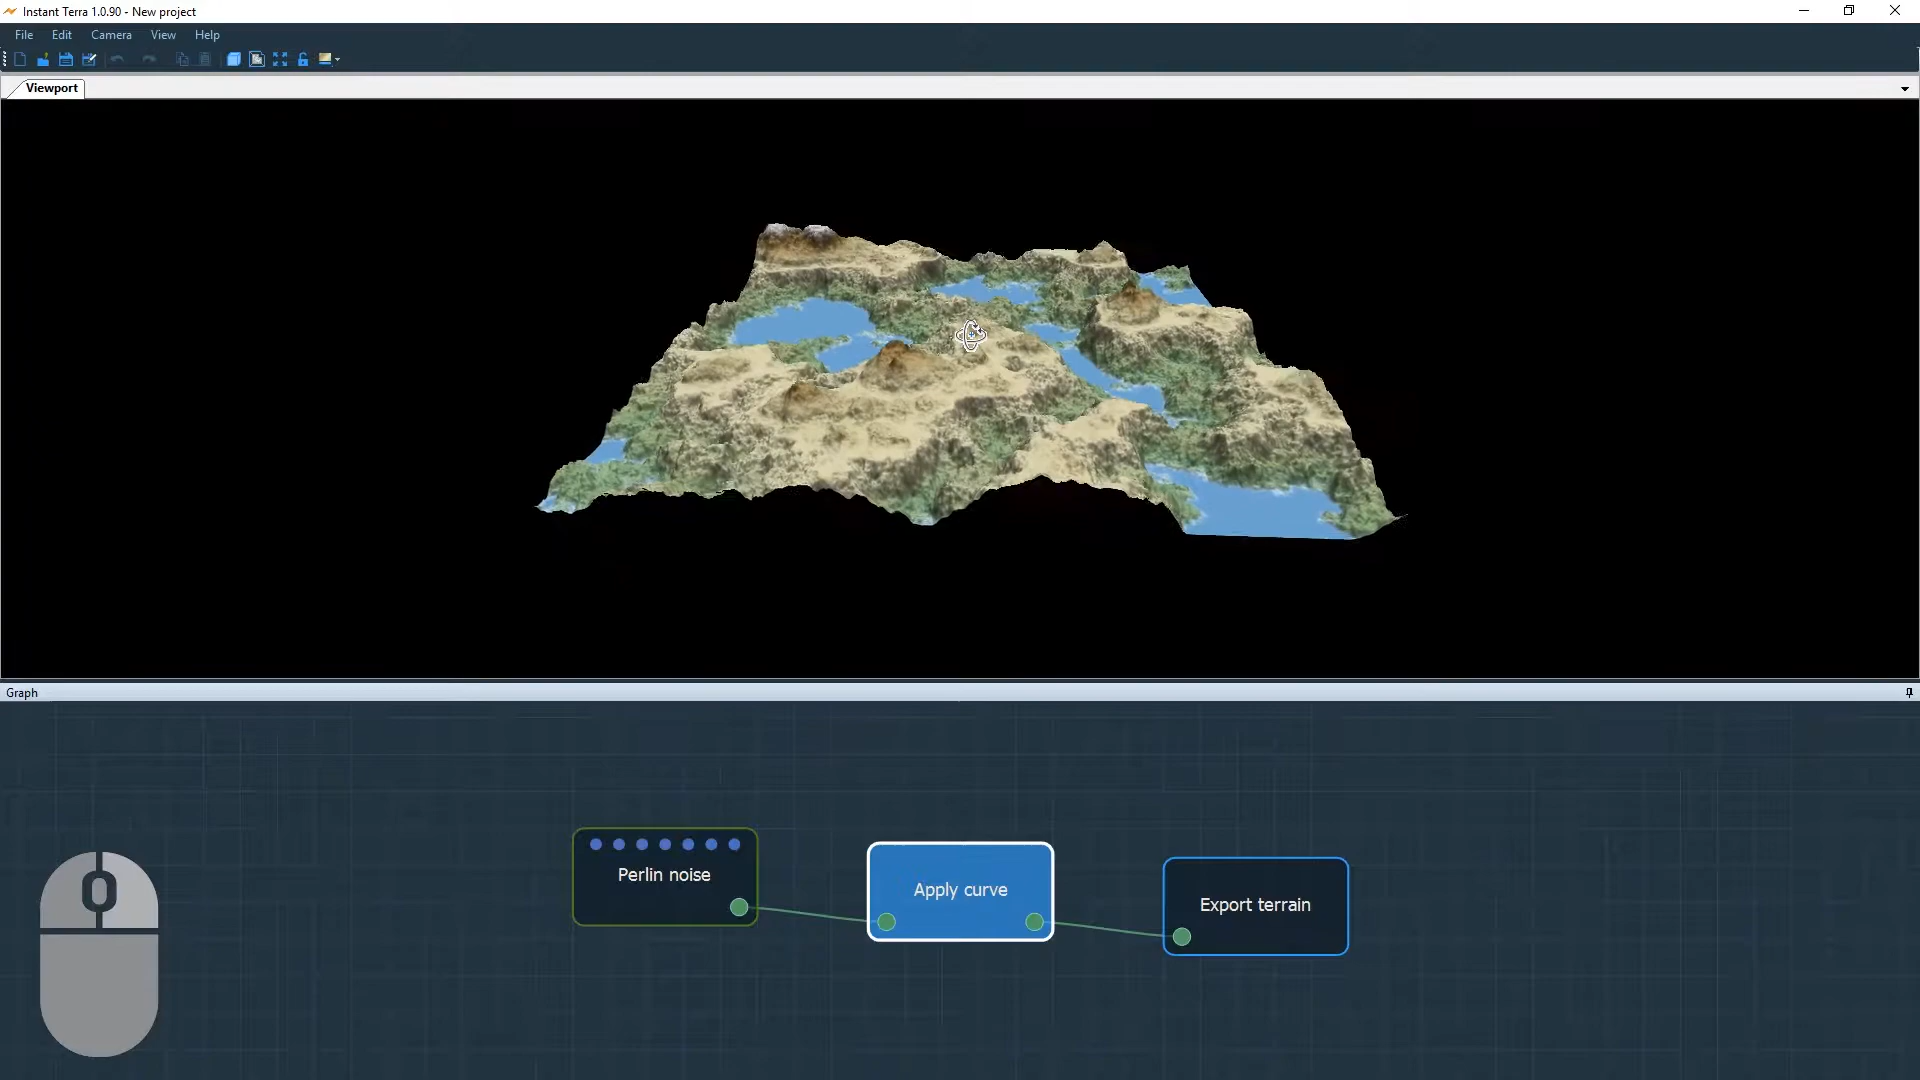 Instant Terra 1.0.90 - New project
File Edit Camera View Help
Viewport
Graph
Perlin noise
Apply curve
Export terrain